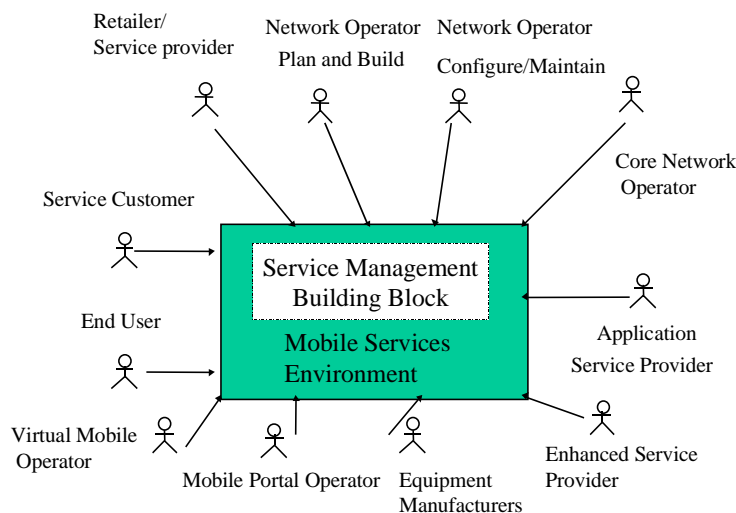 Retailer/
Service provider
Network Operator
Plan and Build
Network Operator
Configure/Maintain
Core Network
Operator
Service Customer
Service Management
Building Block
End User
Mobile Services
Environment
Application
Service Provider
Virtual Mobile
Operator
Mobile Portal Operator
Equipment
Manufacturers
Enhanced Service
Provider